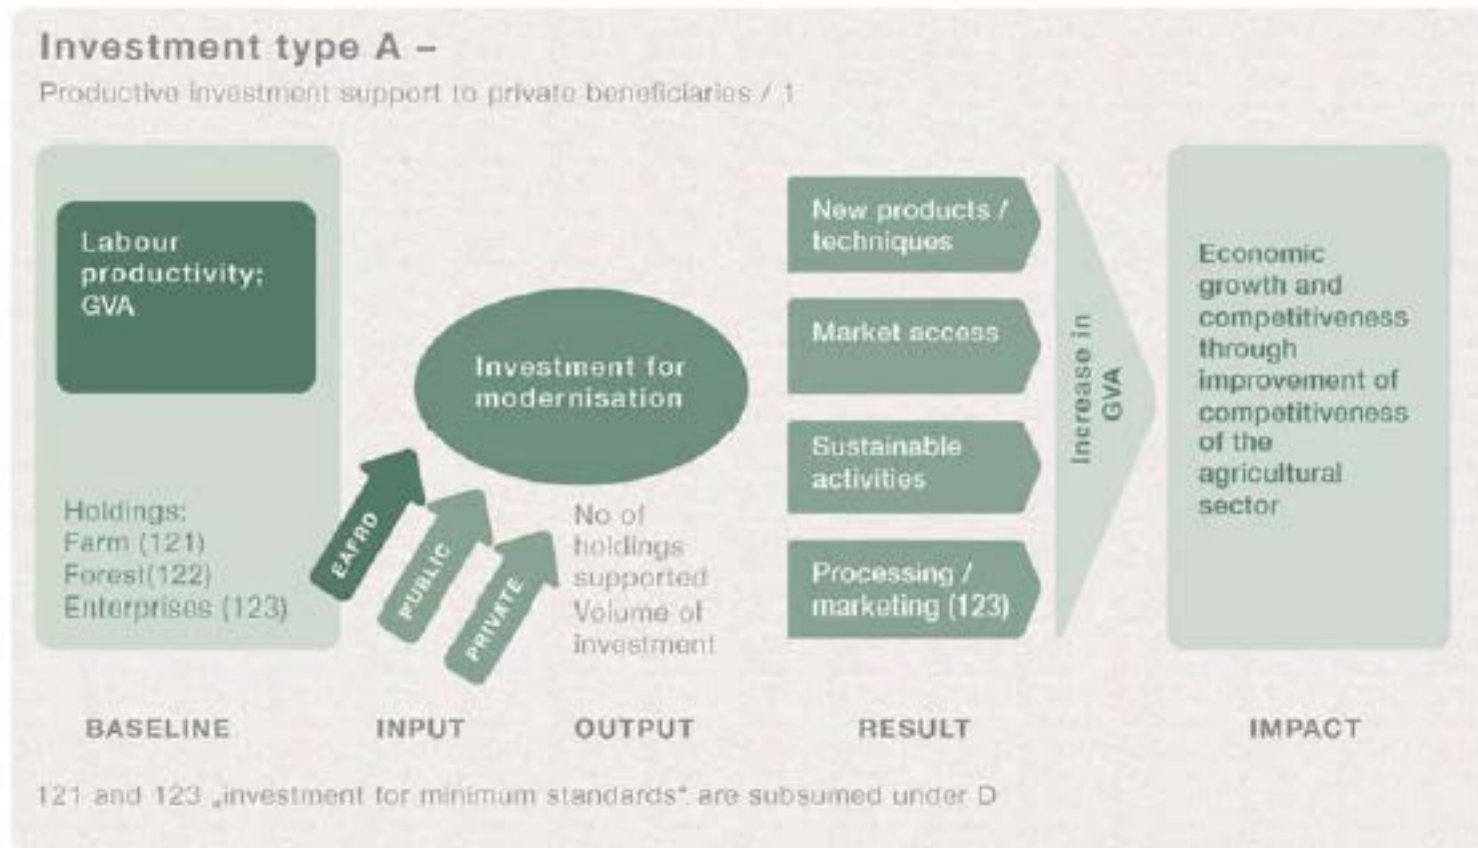 Investment type A –
Productive investment support to private beneficiaries / 1
Labour
productivity;
GVA
Holdings:
Farm (121)
Forest(122)
Enterprises (123)
EAFRD
PUBLIC
PRIVATE
Investment for
modernisation
No of
holdings
supported
Volume of
investment
New products /
techniques
Market access
Sustainable
activities
Processing /
marketing (123)
Increase in
GVA
Economic
growth and
competitiveness
through
improvement of
competitiveness
of the
agricultural
sector
BASELINE
INPUT
OUTPUT
RESULT
IMPACT
121 and 123 „investment for minimum standards“ are subsumed under D